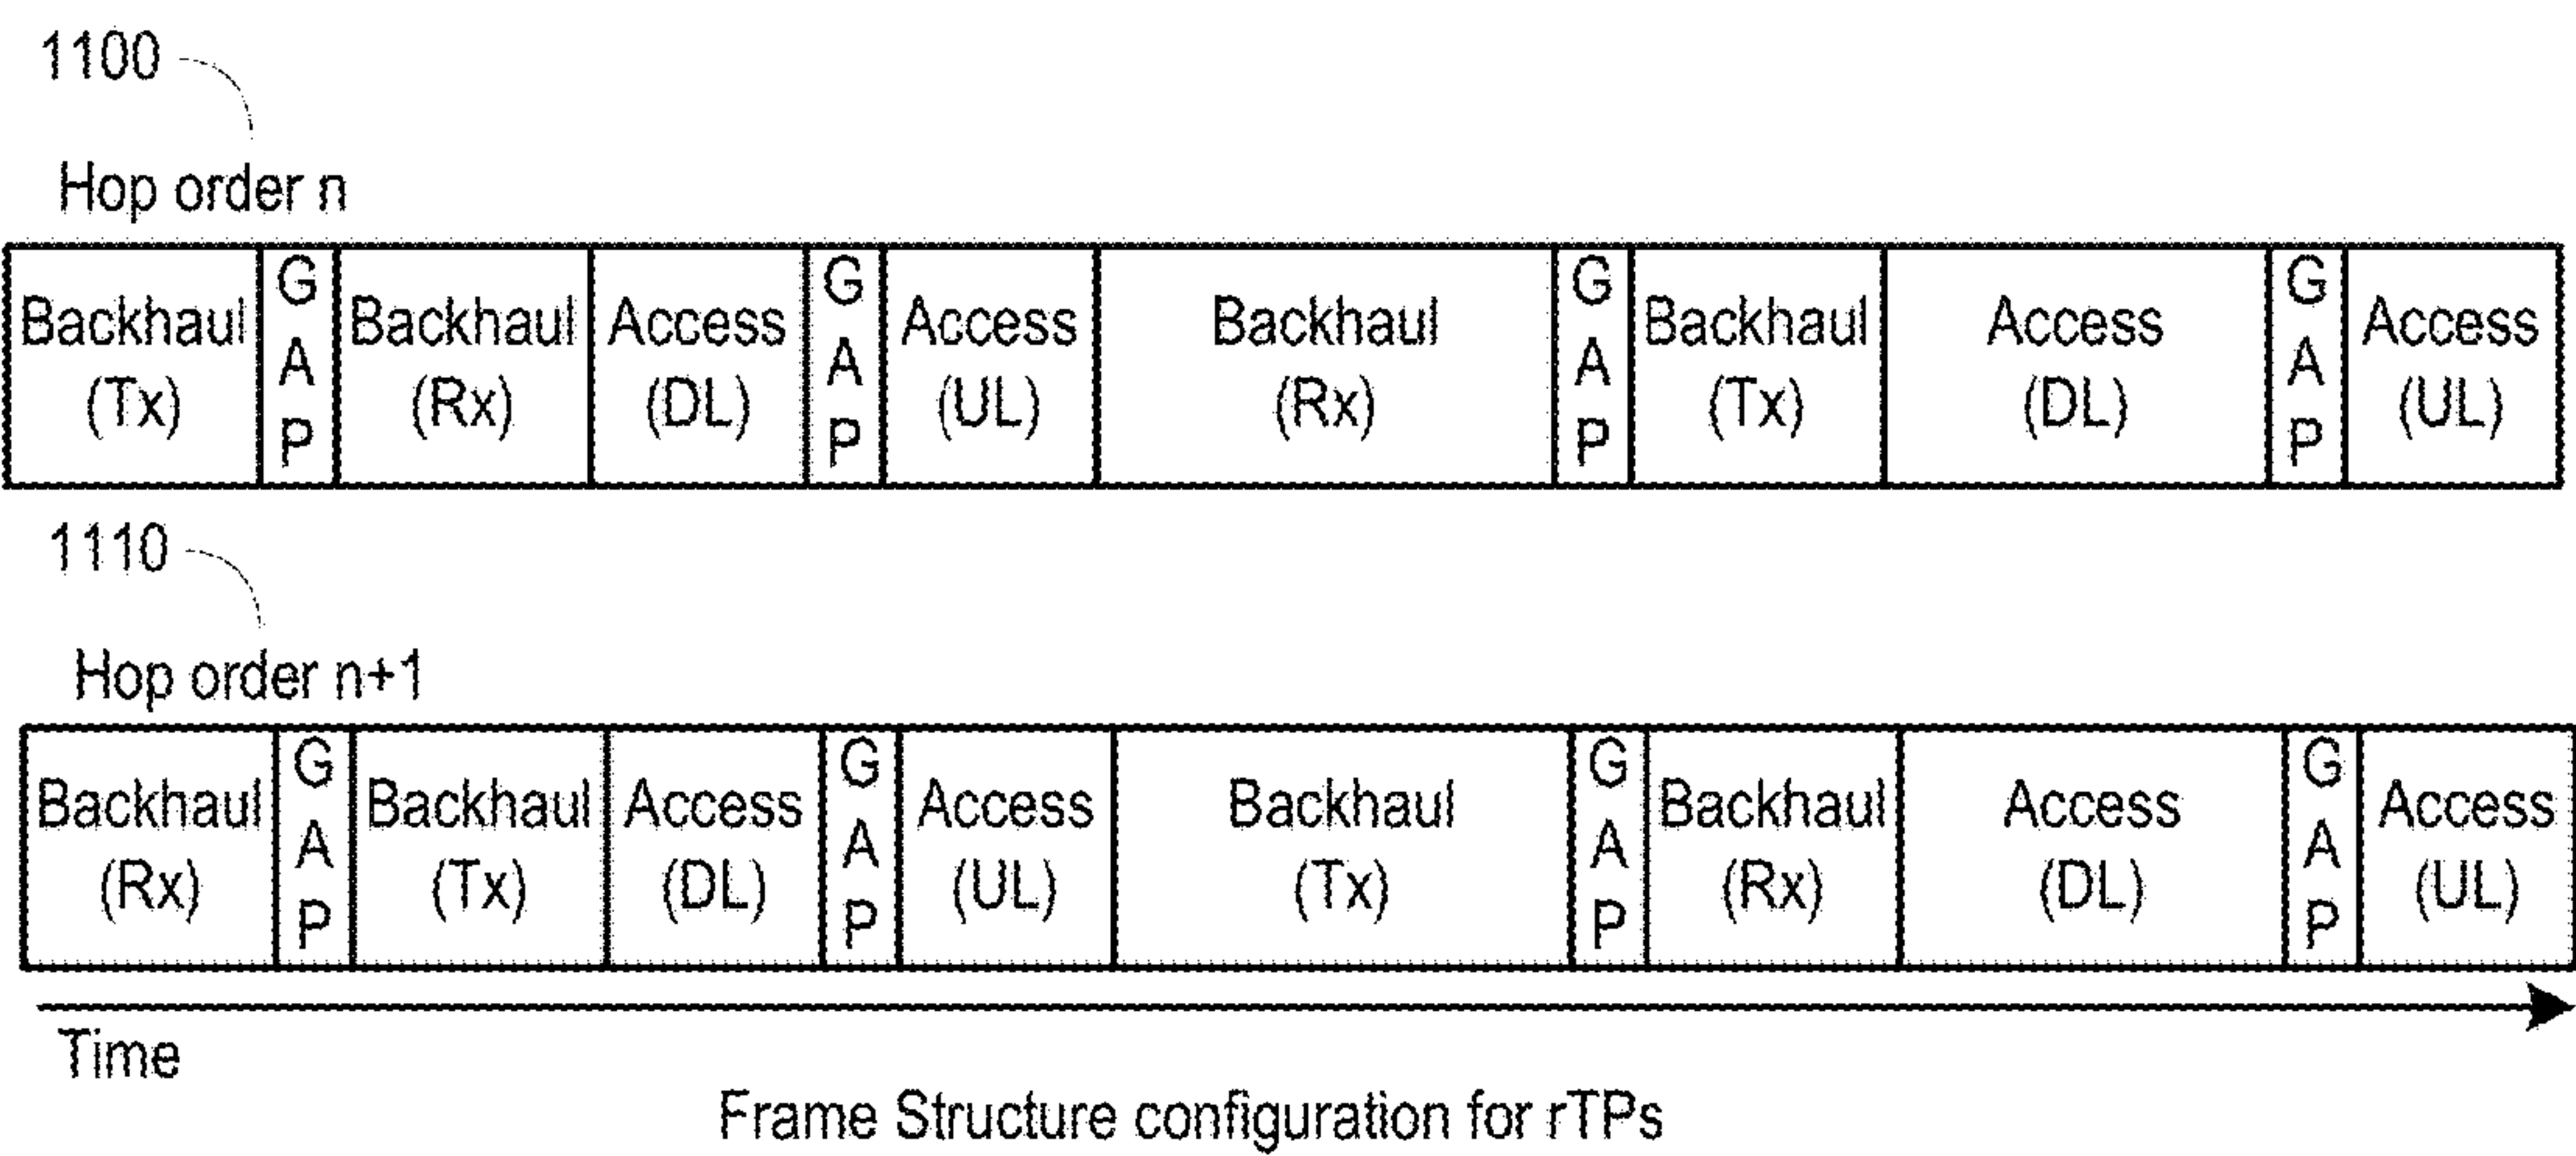 1100
Hop order n
Backhaul (Tx) GAP Backhaul (Rx) Access (DL) GAP Access (UL) Backhaul (Rx) GAP Backhaul (Tx) Access (DL) GAP Access (UL)
1110
Hop order n+1
Backhaul (Rx) GAP Backhaul (Tx) Access (DL) GAP Access (UL) Backhaul (Tx) GAP Backhaul (Rx) Access (DL) GAP Access (UL)
Time
Frame Structure configuration for rTPs